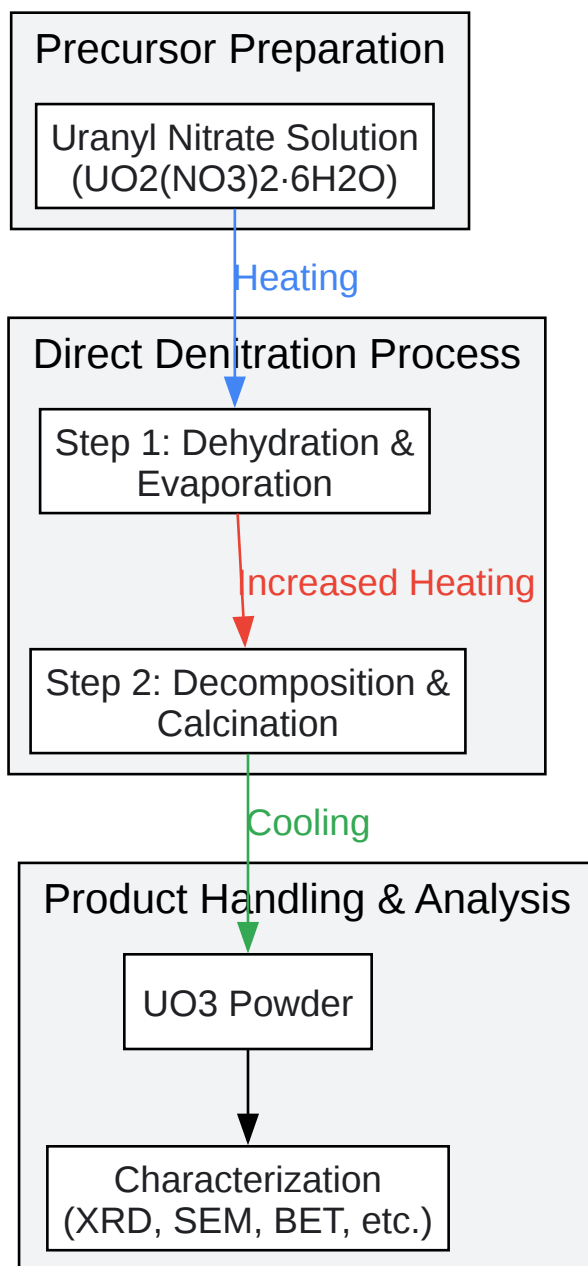 Precursor Preparation
Uranyl Nitrate Solution
(UO2(NO3)2·6H2O)
Heating
Direct Denitration Process
Step 1: Dehydration &
Evaporation
Increased Heating
Step 2: Decomposition &
Calcination
Cooling
Product Handling & Analysis
UO3 Powder
Characterization
(XRD, SEM, BET, etc.)